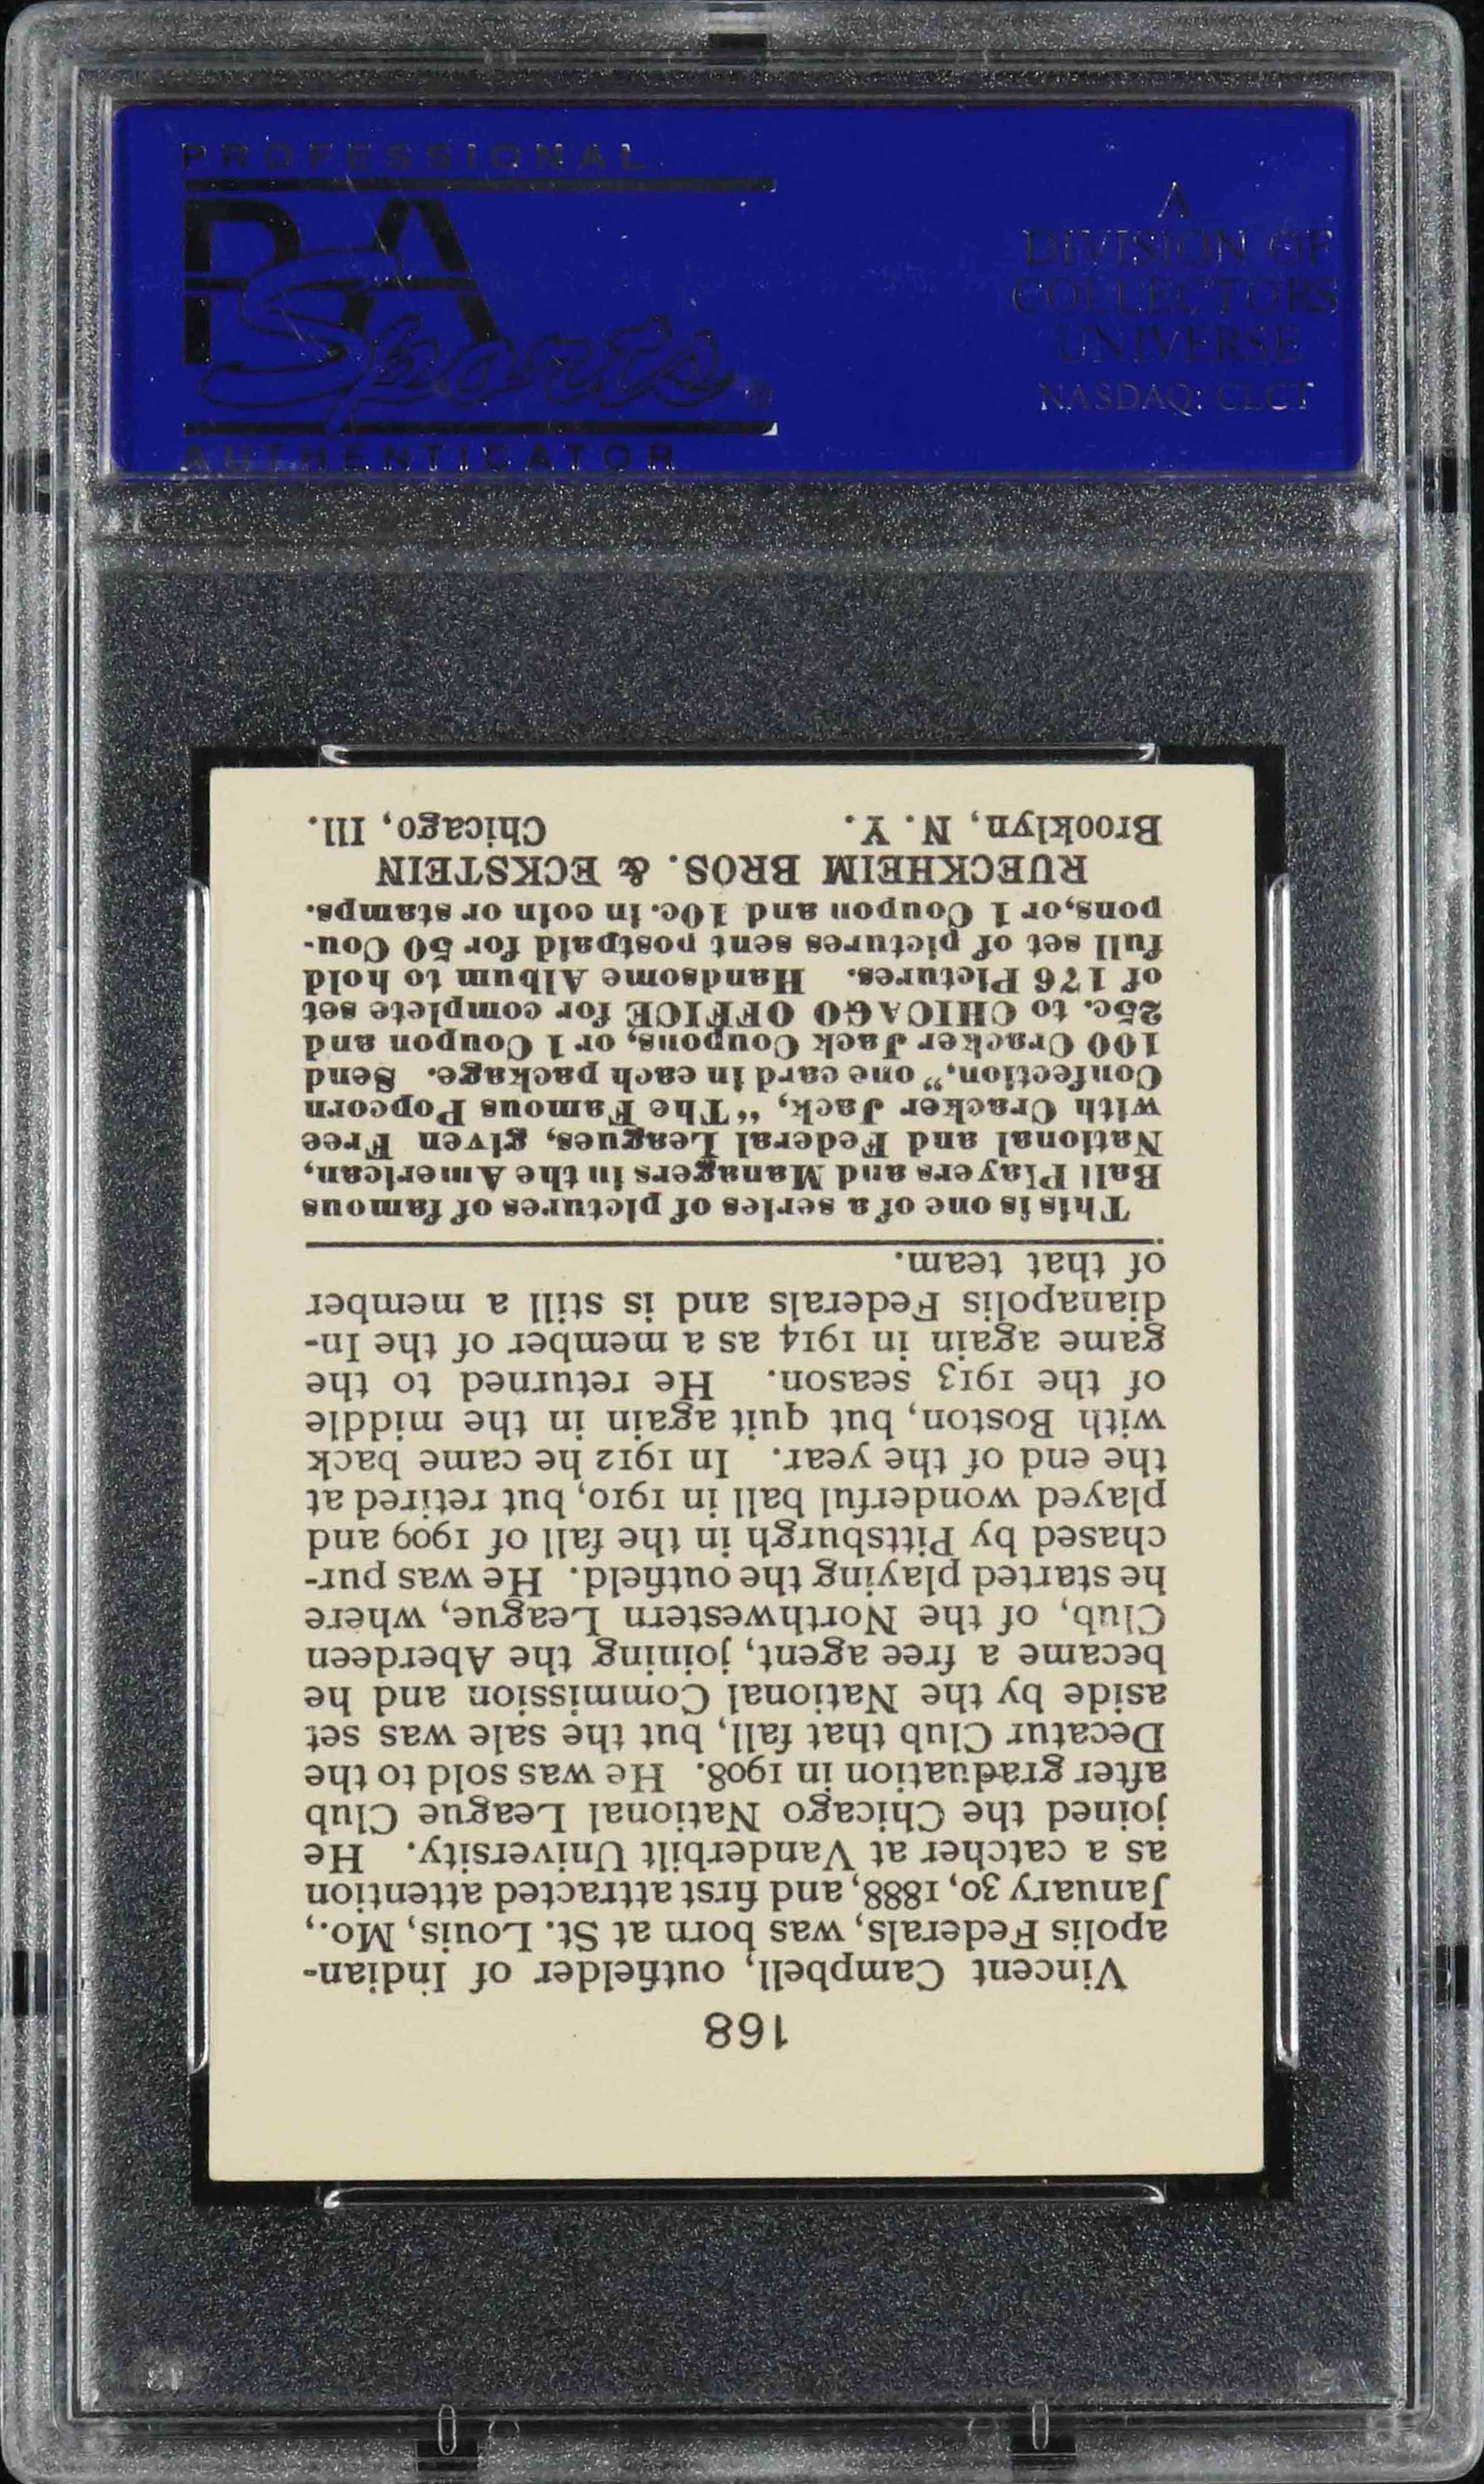 PROFESSIONAL
PSA
Sports®
AUTHENTICATOR
A
DIVISION OF
COLLECTORS
UNIVERSE
NASDAQ: CLCT
168
Vincent Campbell, outfielder of Indian-
apolis Federals, was born at St. Louis, Mo.,
January 30, 1888, and first attracted attention
as a catcher at Vanderbilt University. He
joined the Chicago National League Club
after graduation in 1908. He was sold to the
Decatur Club that fall, but the sale was set
aside by the National Commission and he
became a free agent, joining the Aberdeen
Club, of the Northwestern League, where
he started playing the outfield. He was pur-
chased by Pittsburgh in the fall of 1909 and
played wonderful ball in 1910, but retired at
the end of the year. In 1912 he came back
with Boston, but quit again in the middle
of the 1913 season. He returned to the
game again in 1914 as a member of the In-
dianapolis Federals and is still a member
of that team.
This is one of a series of pictures of famous
Ball Players and Managers in the American,
National and Federal Leagues, given Free
with Cracker Jack, "The Famous Popcorn
Confection," one card in each package. Send
100 Cracker Jack Coupons, or 1 Coupon and
25c. to CHICAGO OFFICE for complete set
of 176 Pictures. Handsome Album to hold
full set of pictures sent postpaid for 50 Cou-
pons, or 1 Coupon and 10c. in coin or stamps.
RUECKHEIM BROS. & ECKSTEIN
Brooklyn, N. Y. Chicago, Ill.